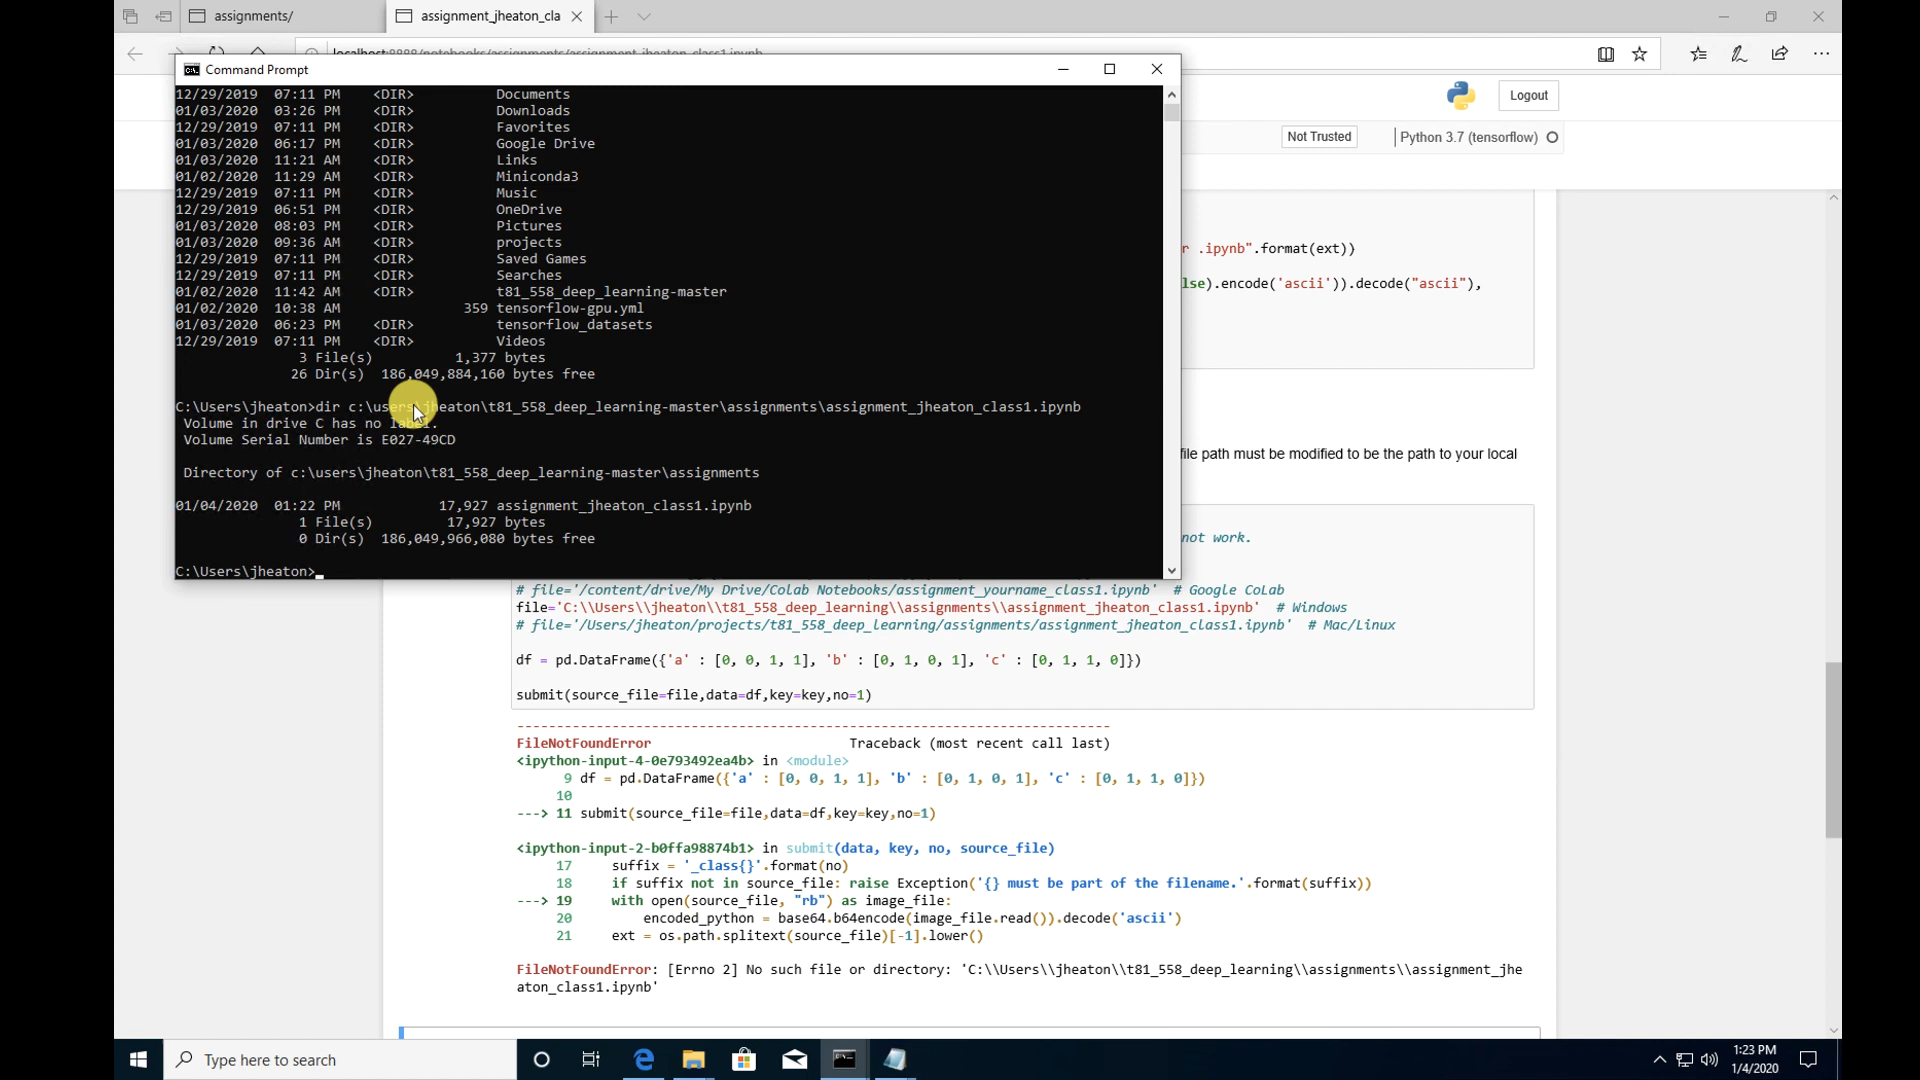 assignments/
assignment_jheaton_cla
localhost:8888/notebooks/assignments/assignment_jheaton_class1.ipynb
Command Prompt
Logout
Not Trusted
Python 3.7 (tensorflow)
12/29/2019  07:11 PM    <DIR>          Documents
01/03/2020  03:26 PM    <DIR>          Downloads
12/29/2019  07:11 PM    <DIR>          Favorites
01/03/2020  06:17 PM    <DIR>          Google Drive
01/03/2020  11:21 AM    <DIR>          Links
01/02/2020  11:29 AM    <DIR>          Miniconda3
12/29/2019  07:11 PM    <DIR>          Music
12/29/2019  06:51 PM    <DIR>          OneDrive
01/03/2020  08:03 PM    <DIR>          Pictures
01/03/2020  09:36 AM    <DIR>          projects
12/29/2019  07:11 PM    <DIR>          Saved Games
12/29/2019  07:11 PM    <DIR>          Searches
01/02/2020  11:42 AM    <DIR>          t81_558_deep_learning-master
01/02/2020  10:38 AM               359 tensorflow-gpu.yml
01/03/2020  06:23 PM    <DIR>          tensorflow_datasets
12/29/2019  07:11 PM    <DIR>          Videos
3 File(s)          1,377 bytes
26 Dir(s)  186,049,884,160 bytes free
C:\Users\jheaton>dir c:\users\jheaton\t81_558_deep_learning-master\assignments\assignment_jheaton_class1.ipynb
Volume in drive C has no label.
Volume Serial Number is E027-49CD
Directory of c:\users\jheaton\t81_558_deep_learning-master\assignments
01/04/2020  01:22 PM            17,927 assignment_jheaton_class1.ipynb
1 File(s)         17,927 bytes
0 Dir(s)  186,049,966,080 bytes free
C:\Users\jheaton>
r .ipynb".format(ext))
lse).encode('ascii')).decode("ascii"),
file path must be modified to be the path to your local
not work.
# file='/content/drive/My Drive/Colab Notebooks/assignment_yourname_class1.ipynb'  # Google CoLab
file='C:\\Users\\jheaton\\t81_558_deep_learning\\assignments\\assignment_jheaton_class1.ipynb'  # Windows
# file='/Users/jheaton/projects/t81_558_deep_learning/assignments/assignment_jheaton_class1.ipynb'  # Mac/Linux
df = pd.DataFrame({'a' : [0, 0, 1, 1], 'b' : [0, 1, 0, 1], 'c' : [0, 1, 1, 0]})
submit(source_file=file,data=df,key=key,no=1)
---------------------------------------------------------------------------
FileNotFoundError                         Traceback (most recent call last)
<ipython-input-4-0e793492ea4b> in <module>
9 df = pd.DataFrame({'a' : [0, 0, 1, 1], 'b' : [0, 1, 0, 1], 'c' : [0, 1, 1, 0]})
10
---> 11 submit(source_file=file,data=df,key=key,no=1)
<ipython-input-2-b0ffa98874b1> in submit(data, key, no, source_file)
17     suffix = '_class{}'.format(no)
18     if suffix not in source_file: raise Exception('{} must be part of the filename.'.format(suffix))
---> 19     with open(source_file, "rb") as image_file:
20         encoded_python = base64.b64encode(image_file.read()).decode('ascii')
21     ext = os.path.splitext(source_file)[-1].lower()
FileNotFoundError: [Errno 2] No such file or directory: 'C:\\Users\\jheaton\\t81_558_deep_learning\\assignments\\assignment_jhe
aton_class1.ipynb'
Type here to search
1:23 PM
1/4/2020